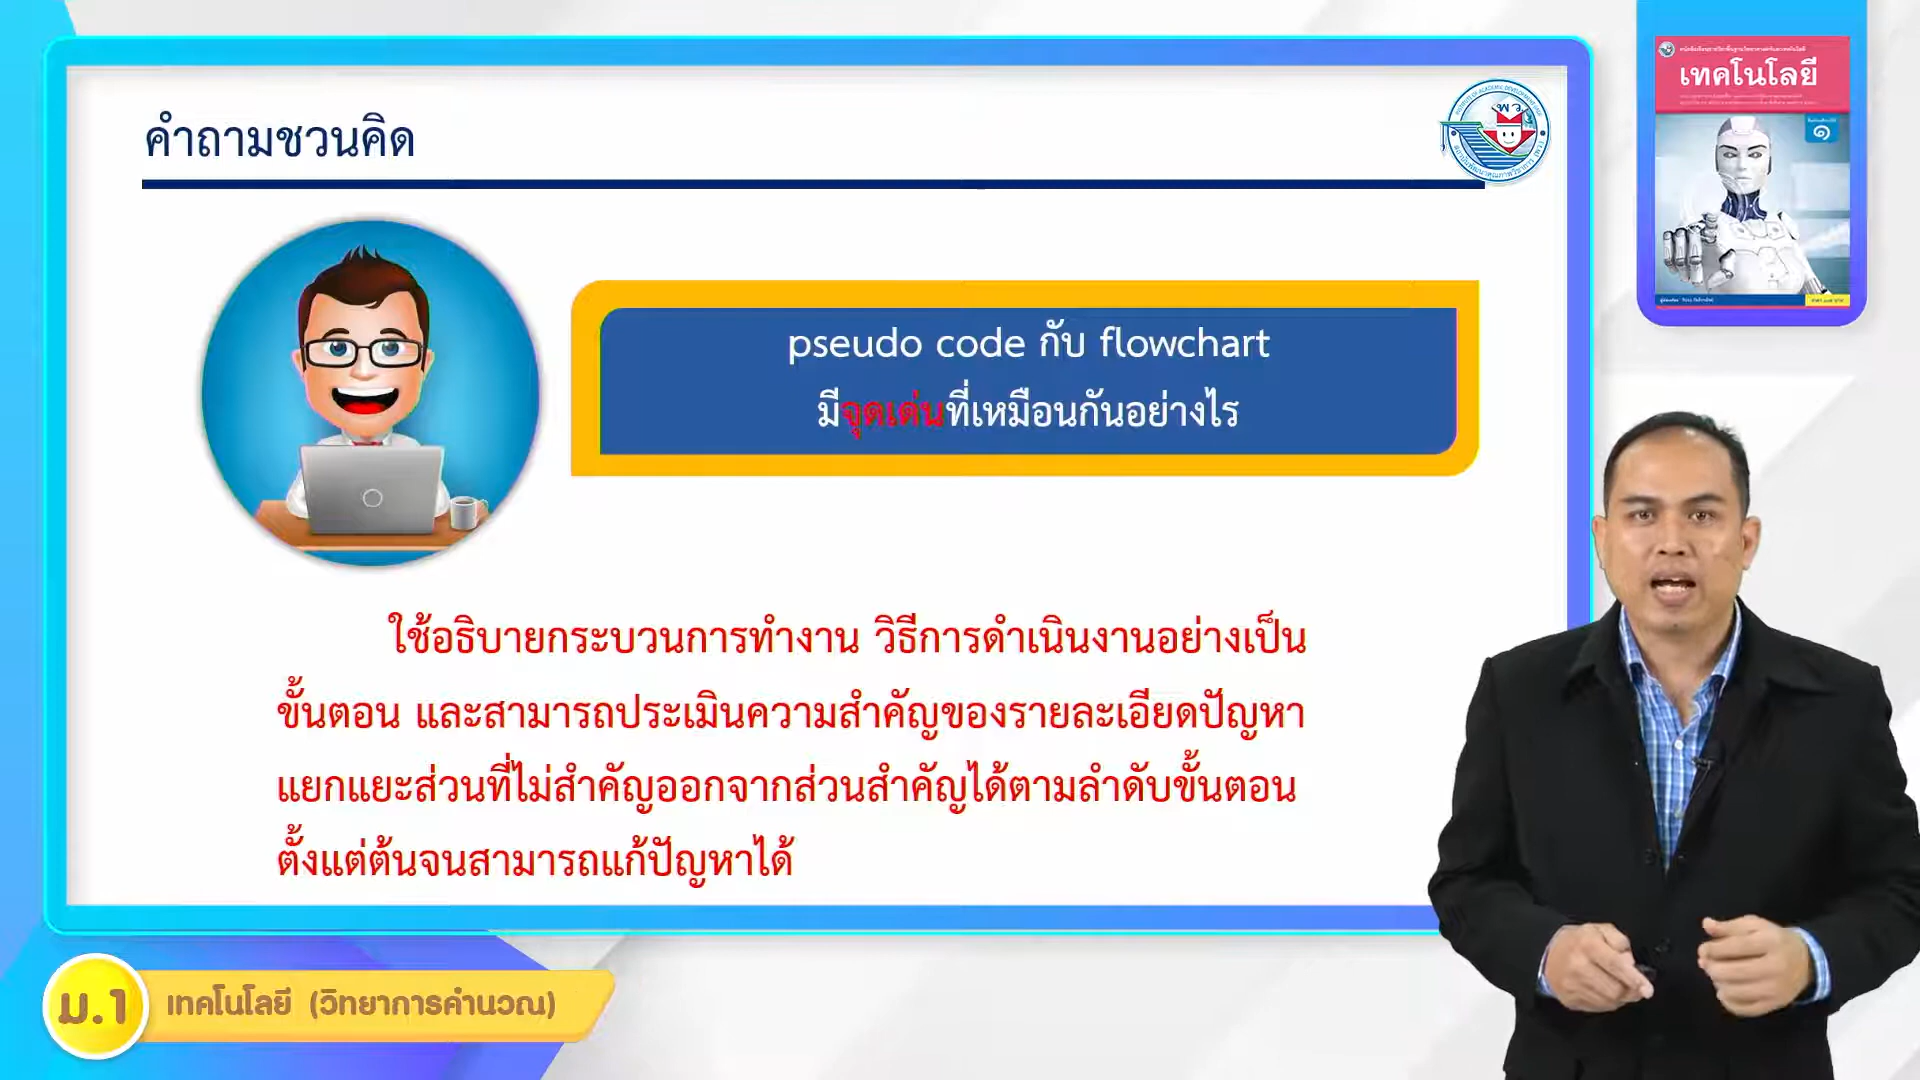 คำถามชวนคิด
พว.
เทคโนโลยี
๑
pseudo code กับ flowchart
มีจุดเด่นที่เหมือนกันอย่างไร
ใช้อธิบายกระบวนการทำงาน วิธีการดำเนินงานอย่างเป็น
ขั้นตอน และสามารถประเมินความสำคัญของรายละเอียดปัญหา
แยกแยะส่วนที่ไม่สำคัญออกจากส่วนสำคัญได้ตามลำดับขั้นตอน
ตั้งแต่ต้นจนสามารถแก้ปัญหาได้
ม.1 เทคโนโลยี (วิทยาการคำนวณ)